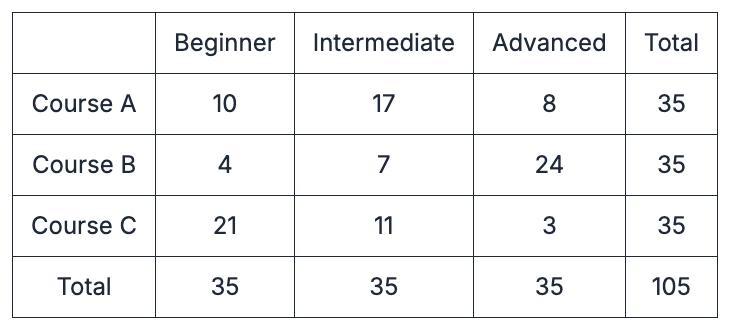 Beginner Intermediate Advanced Total
Course A 10 17 8 35
Course B 4 7 24 35
Course C 21 11 3 35
Total 35 35 35 105